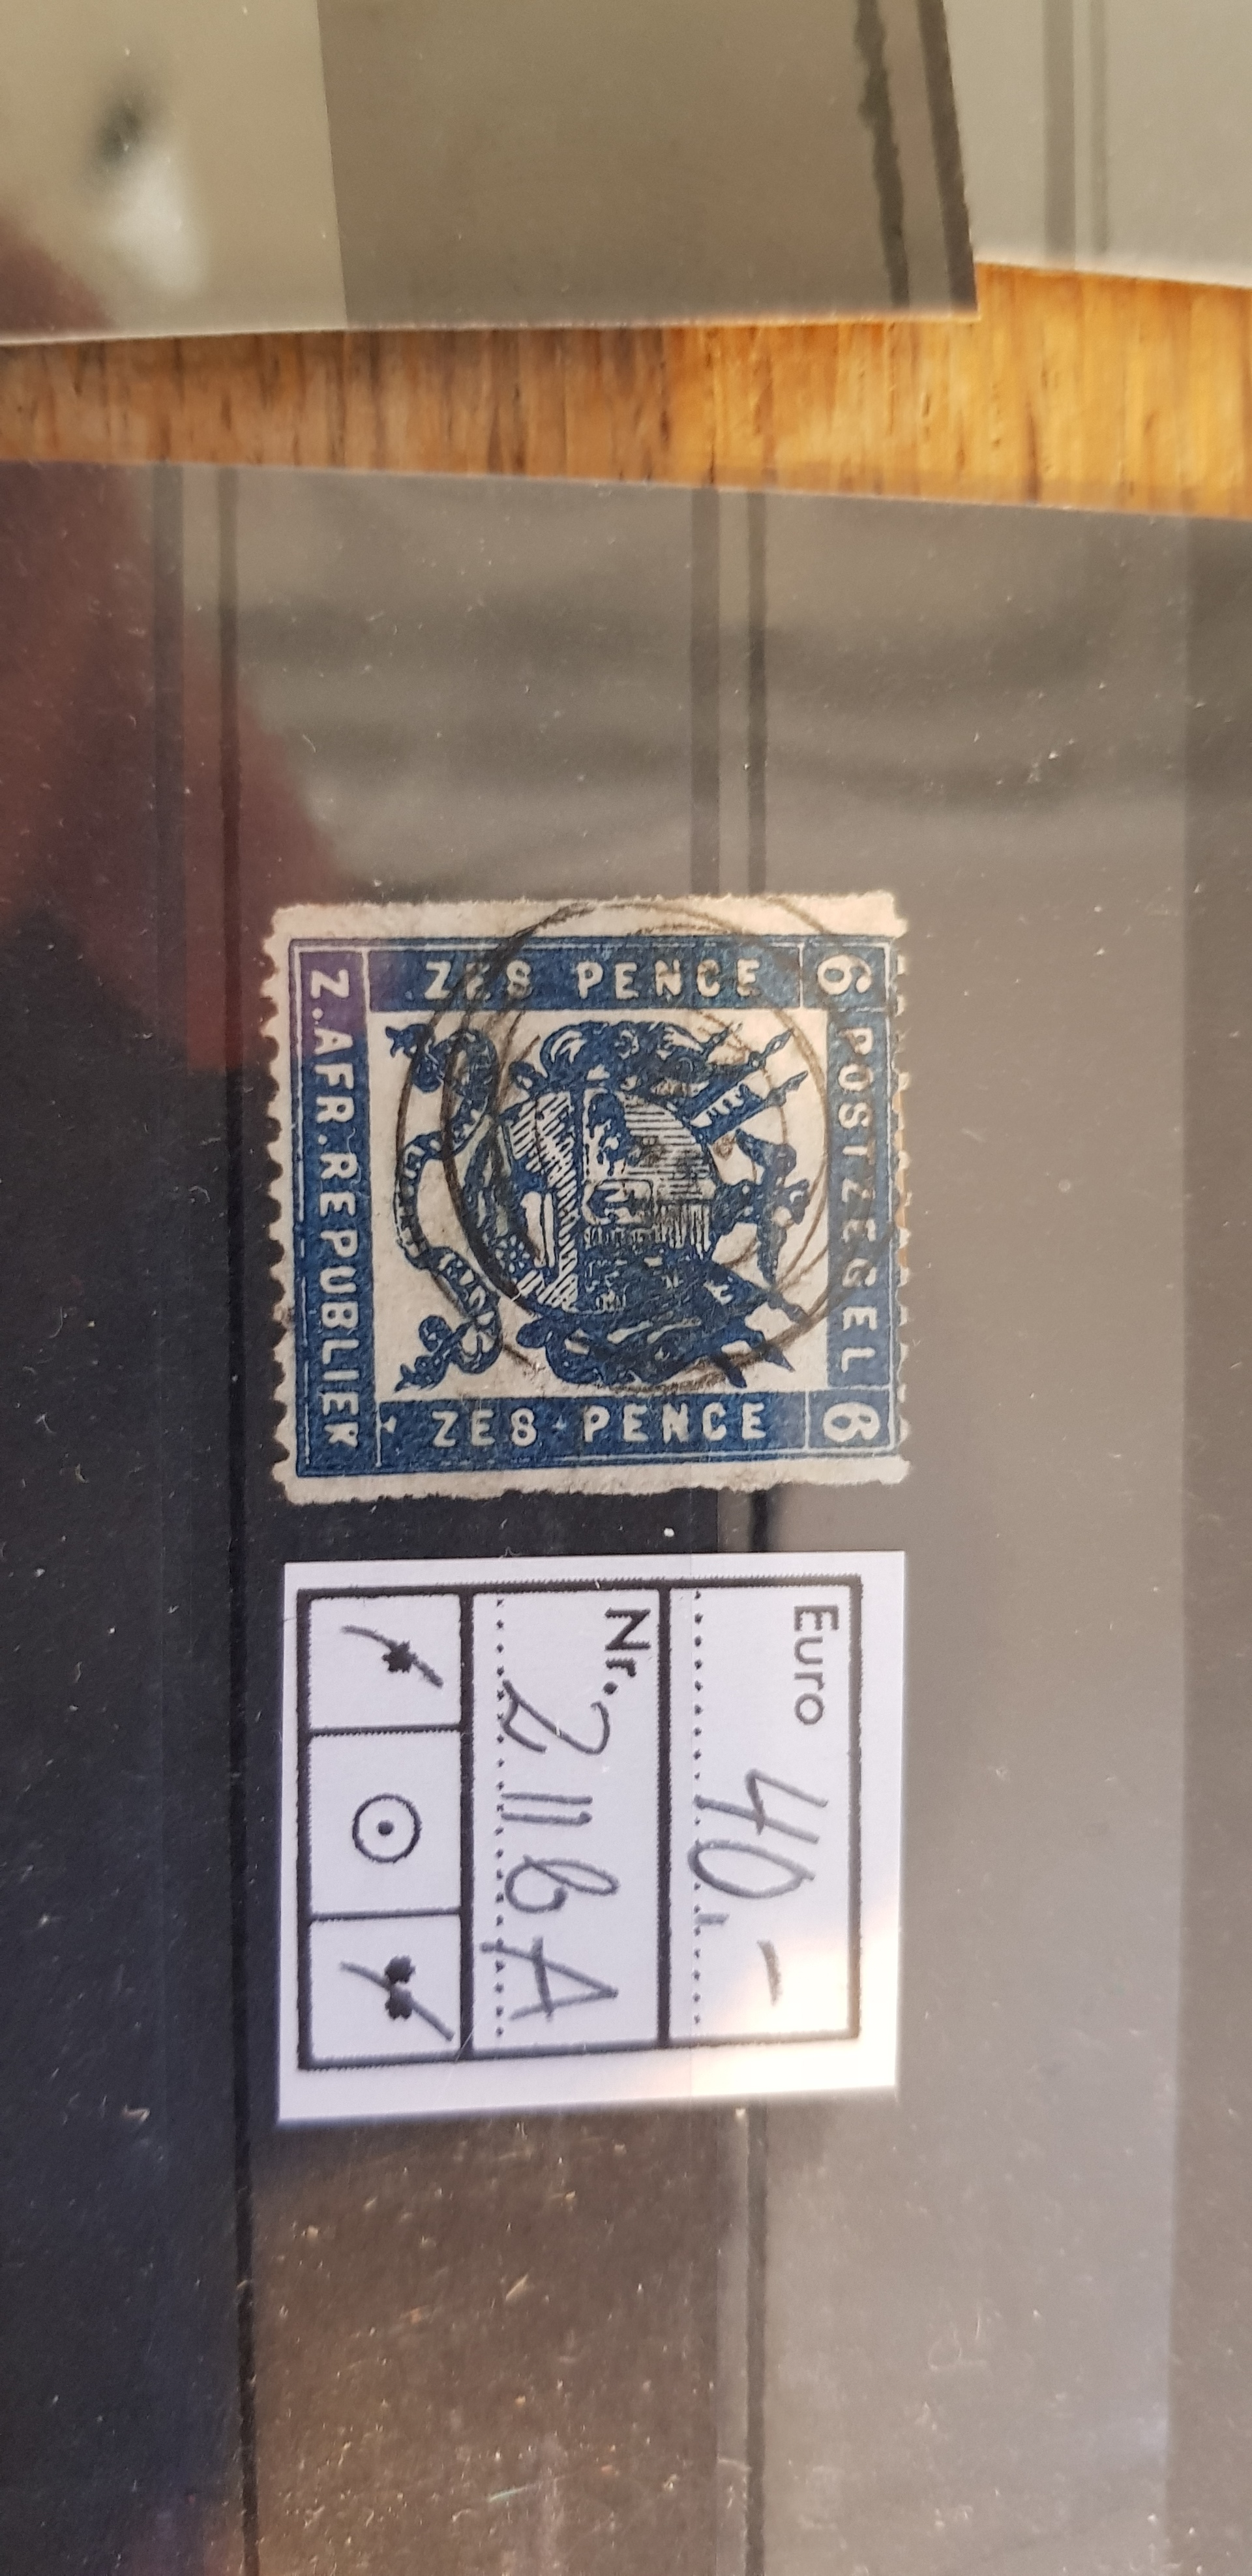 6 POSTZEGEL 6
ZES PENCE
ZES PENCE
Z.AFR.REPUBLIEK
Euro 40.-
Nr. 2 II b A